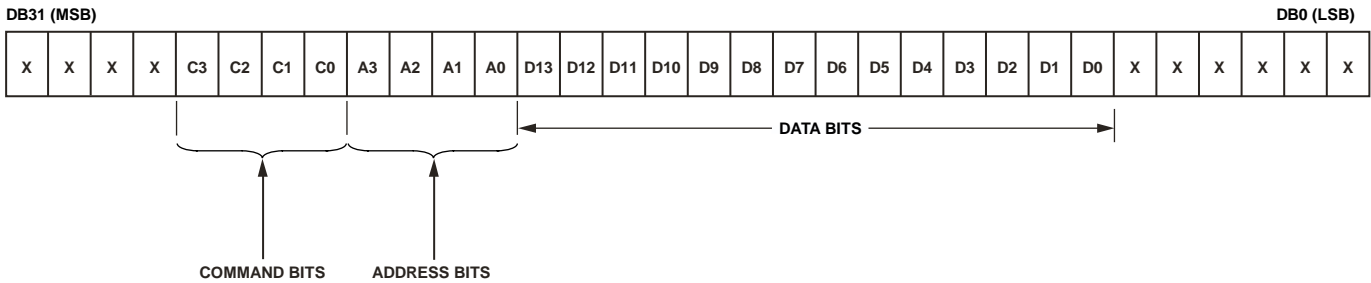 DB31 (MSB) DB0 (LSB)
X X X X C3 C2 C1 C0 A3 A2 A1 A0 D13 D12 D11 D10 D9 D8 D7 D6 D5 D4 D3 D2 D1 D0 X X X X X X
DATA BITS
COMMAND BITS ADDRESS BITS